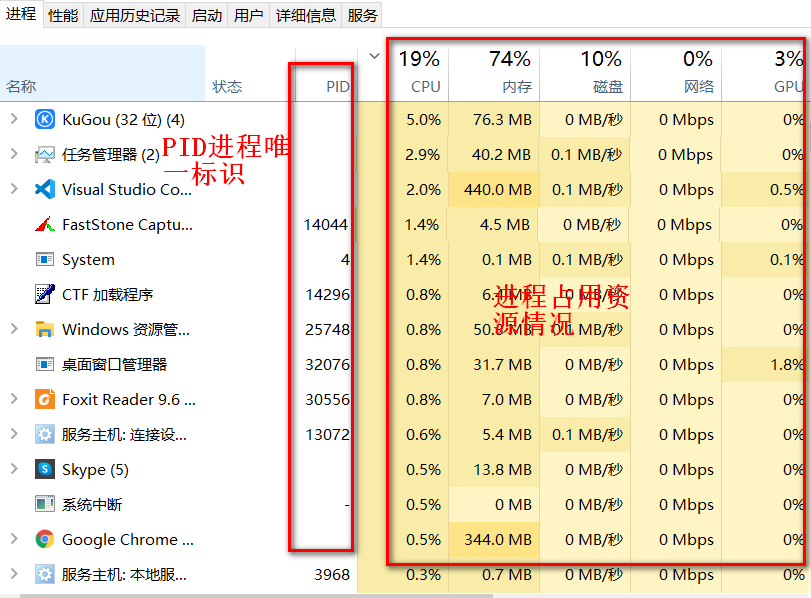 进程 性能 应用历史记录 启动 用户 详细信息 服务
19% 74% 10% 0% 3%
名称 状态 PID CPU 内存 磁盘 网络 GPU
KuGou (32 位) (4) 5.0% 76.3 MB 0 MB/秒 0 Mbps 0%
任务管理器 (2) 2.9% 40.2 MB 0.1 MB/秒 0 Mbps 0%
PID进程唯
一标识
Visual Studio Co... 2.0% 440.0 MB 0.1 MB/秒 0 Mbps 0.5%
FastStone Captu... 14044 1.4% 4.5 MB 0 MB/秒 0 Mbps 0%
System 4 1.4% 0.1 MB 0.1 MB/秒 0 Mbps 0.1%
CTF 加载程序 14296 0.8% 6.4 MB 0 MB/秒 0 Mbps 0%
进程占用资
源情况
Windows 资源管... 25748 0.8% MB 0.1 MB/秒 0 Mbps 0%
桌面窗口管理器 32076 0.8% 31.7 MB 0 MB/秒 0 Mbps 1.8%
Foxit Reader 9.6 ... 30556 0.8% 7.0 MB 0 MB/秒 0 Mbps 0%
服务主机: 连接设... 13072 0.6% 5.4 MB 0.1 MB/秒 0 Mbps 0%
Skype (5) 0.5% 13.8 MB 0 MB/秒 0 Mbps 0%
系统中断 - 0.5% 0 MB 0 MB/秒 0 Mbps 0%
Google Chrome ... 0.5% 344.0 MB 0 MB/秒 0 Mbps 0%
服务主机: 本地服... 3968 0.3% 0.7 MB 0 MB/秒 0 Mbps 0%